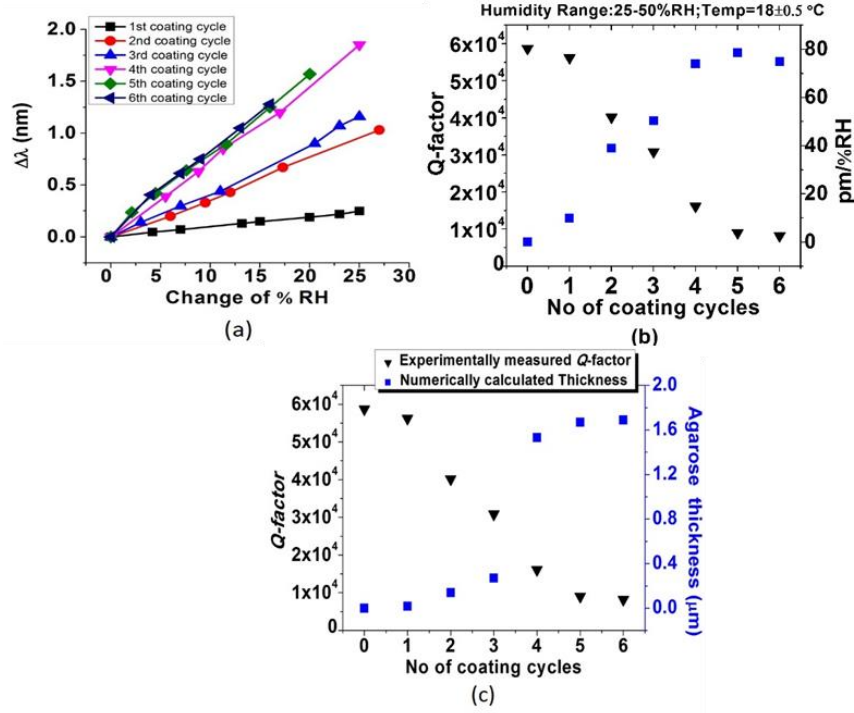 1st coating cycle
2nd coating cycle
3rd coating cycle
4th coating cycle
5th coating cycle
6th coating cycle
Δλ (nm)
2.0
1.5
1.0
0.5
0.0
0 5 10 15 20 25 30
Change of % RH
(a)
Humidity Range:25-50%RH;Temp=18±0.5 °C
Q-factor
6x10⁴
5x10⁴
4x10⁴
3x10⁴
2x10⁴
1x10⁴
0
80
60
40
20
0
pm/%RH
0 1 2 3 4 5 6
No of coating cycles
(b)
Experimentally measured Q-factor
Numerically calculated Thickness
Q-factor
6x10⁴
5x10⁴
4x10⁴
3x10⁴
2x10⁴
1x10⁴
0
2.0
1.6
1.2
0.8
0.4
0.0
Agarose thickness (μm)
0 1 2 3 4 5 6
No of coating cycles
(c)